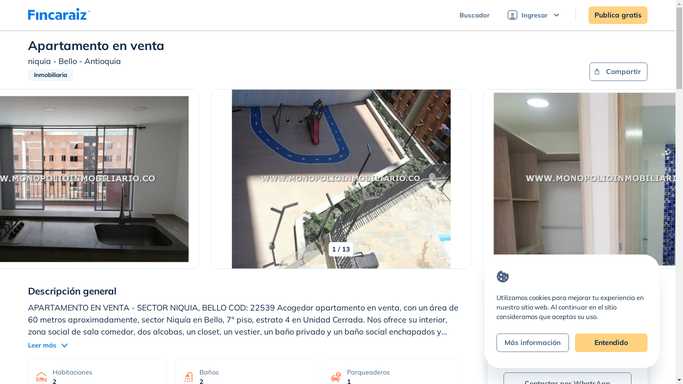 Fincaraiz
Buscador
Ingresar
Publica gratis
Apartamento en venta
niquia - Bello - Antioquia
Inmobiliaria
Compartir
WWW.MONOPOLIOINMOBILIARIO.CO
WWW.MONOPOLIOINMOBILIARIO.CO
WWW.MONOPOLIOINMOBILIAR
1 / 13
Descripción general
APARTAMENTO EN VENTA - SECTOR NIQUIA, BELLO COD: 22539 Acogedor apartamento en venta, con un área de
60 metros aproximadamente, sector Niquía en Bello, 7° piso, estrato 4 en Unidad Cerrada. Nos ofrece su interior,
zona social de sala comedor, dos alcobas, un closet, un vestier, un baño privado y un baño social enchapados y...
Leer más
Habitaciones
2
Baños
2
Parqueaderos
1
Utilizamos cookies para mejorar tu experiencia en
nuestro sitio web. Al continuar en el sitio
consideramos que aceptas su uso.
Más información
Entendido
Contactar por WhatsApp